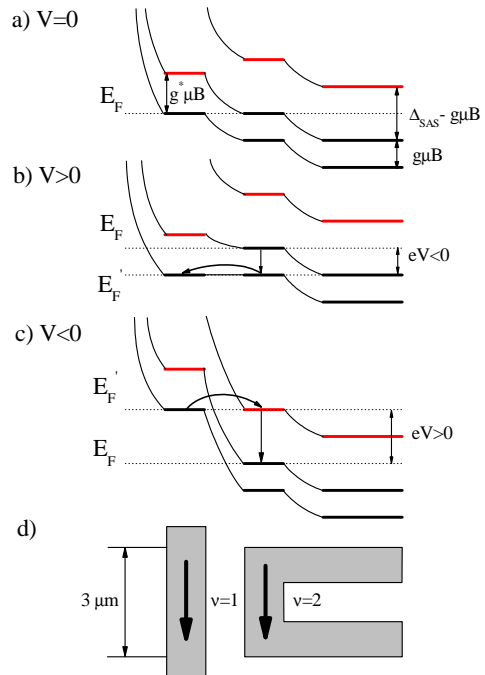 a) V=0
E_F
g*μB
Δ_SAS - gμB
gμB
b) V>0
E_F
eV<0
E_F'
c) V<0
E_F'
eV>0
E_F
d)
3 μm
ν=1
ν=2